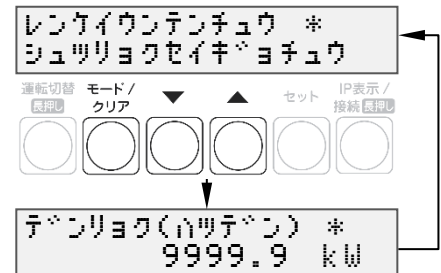 レンケイウンテンチュウ *
シュツリョクセイギョチュウ
運転切替 モード/ ▼ ▲ セット IP表示/
長押し クリア 接続 長押し
デンリョク(ハツデン) *
9999.9 kW